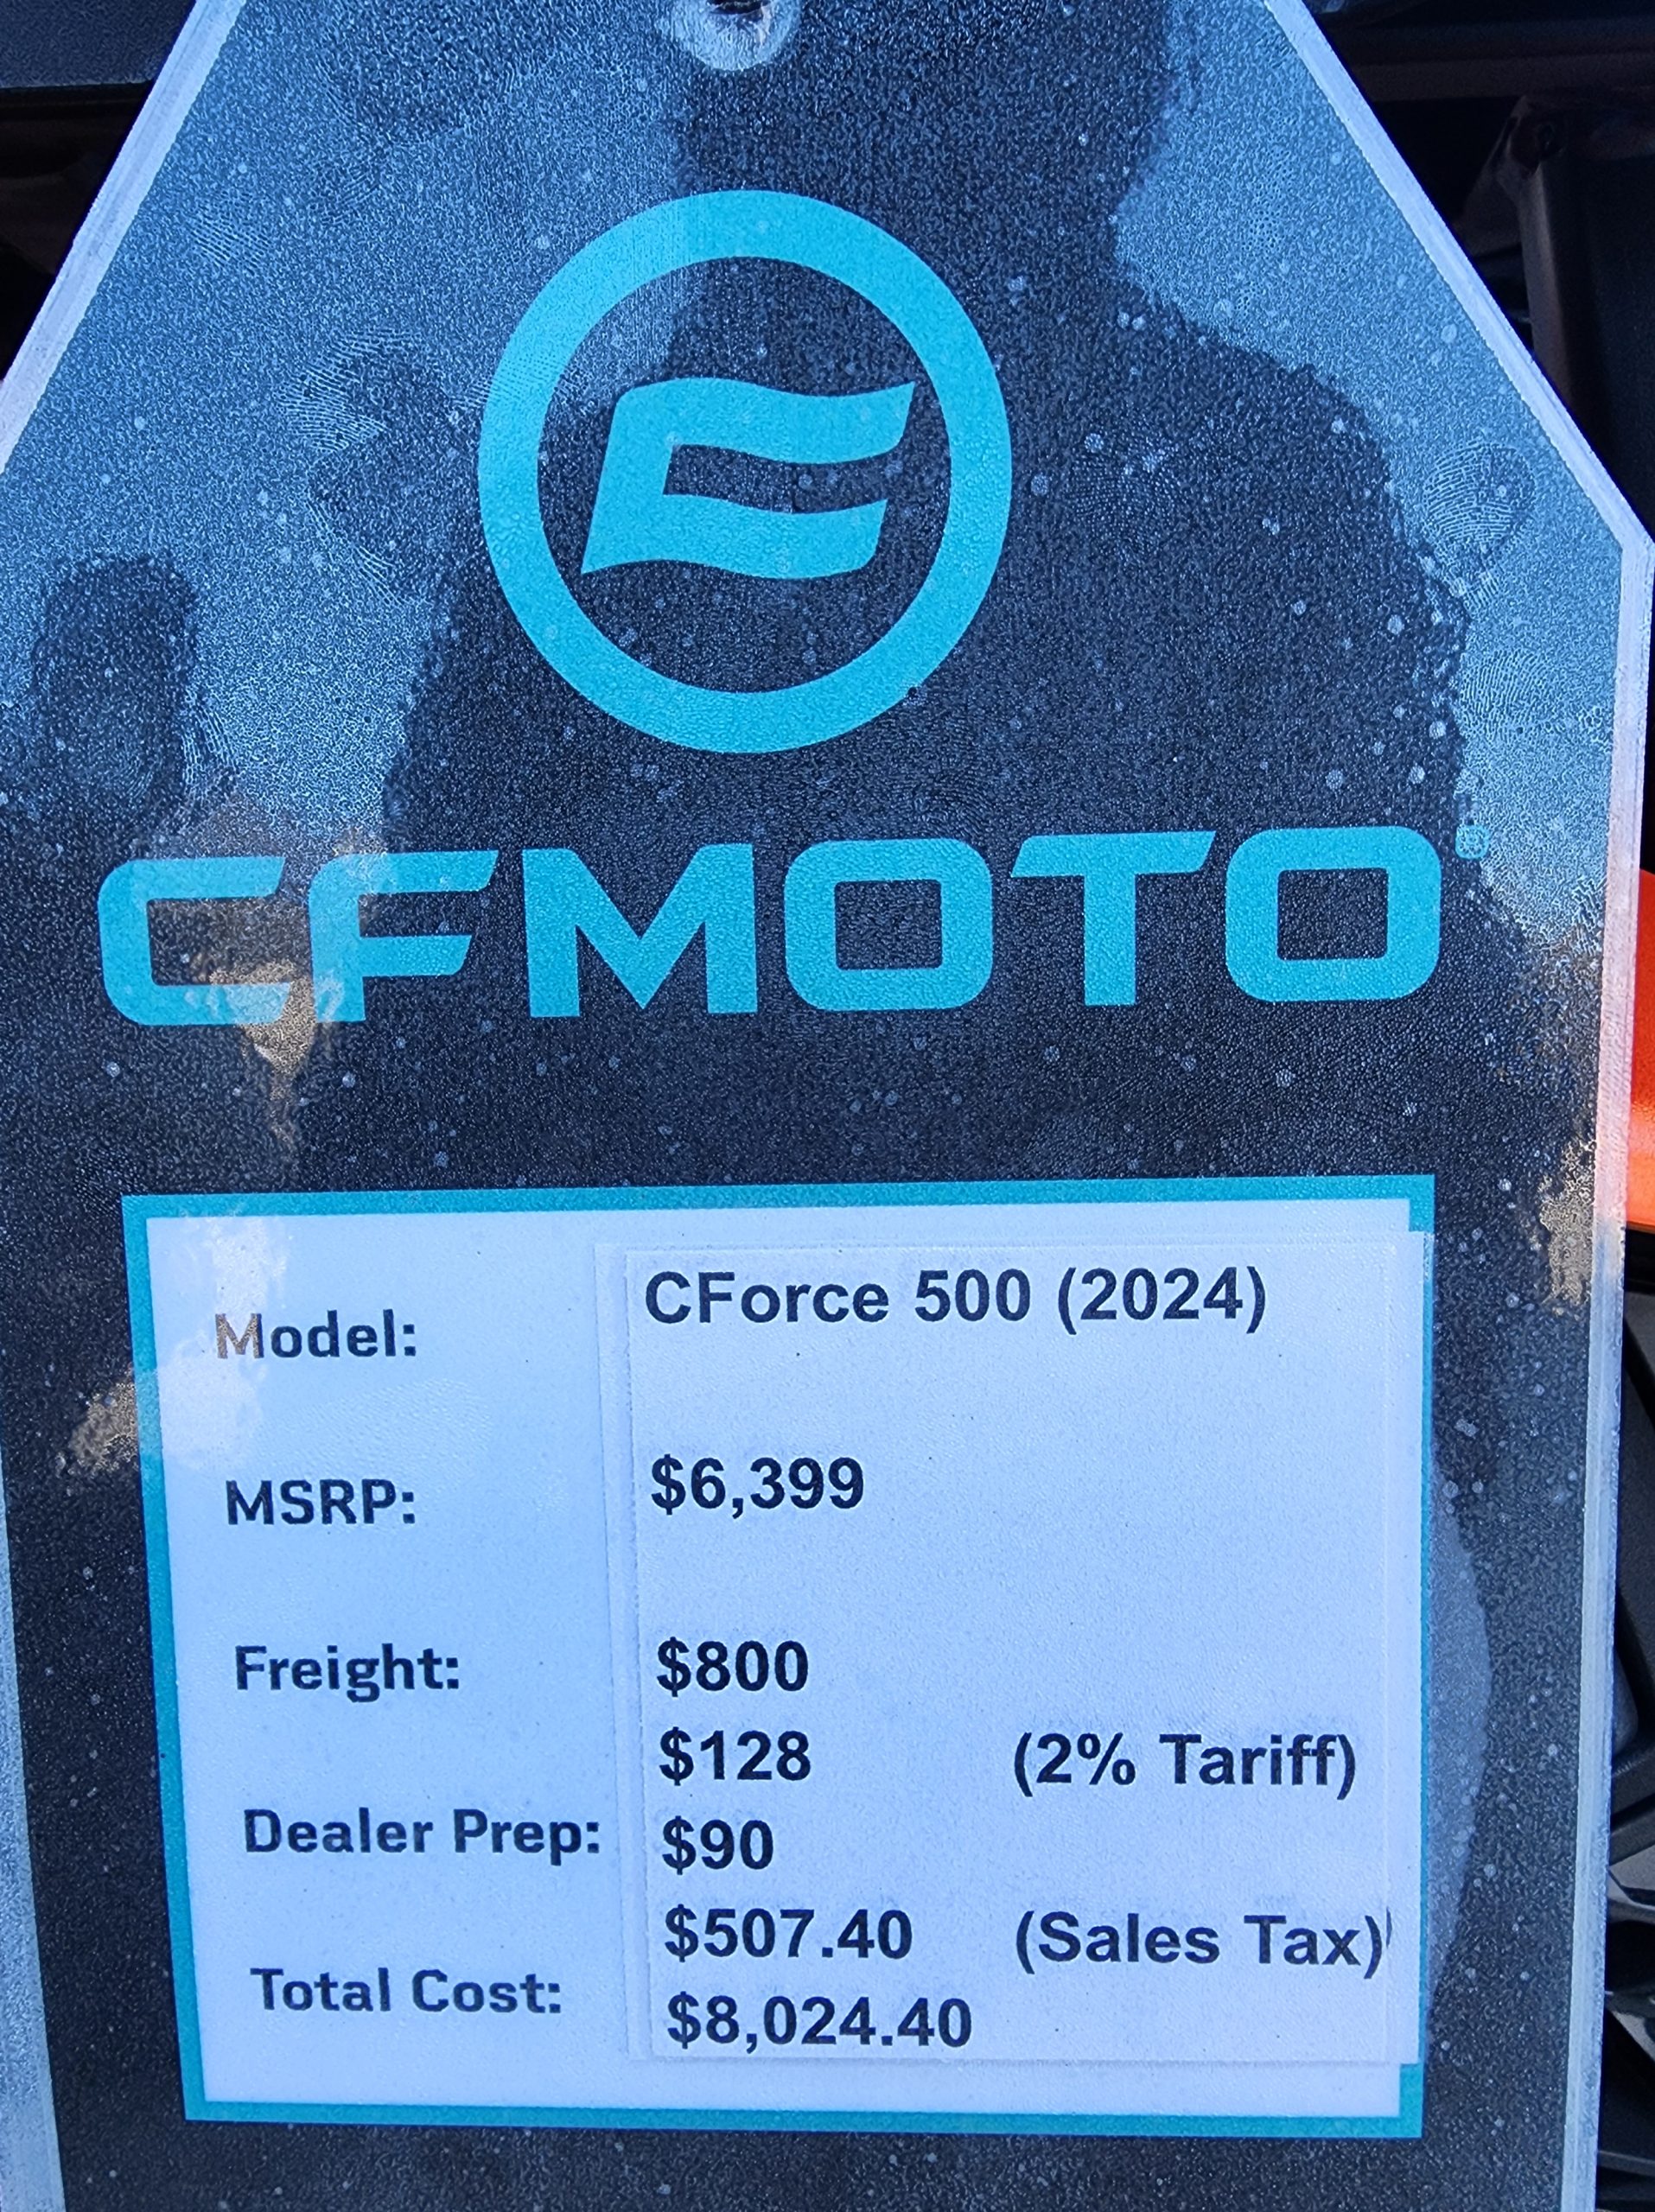 CFMOTO®
Model: CForce 500 (2024)
MSRP: $6,399
Freight: $800
$128 (2% Tariff)
Dealer Prep: $90
$507.40 (Sales Tax)
Total Cost: $8,024.40